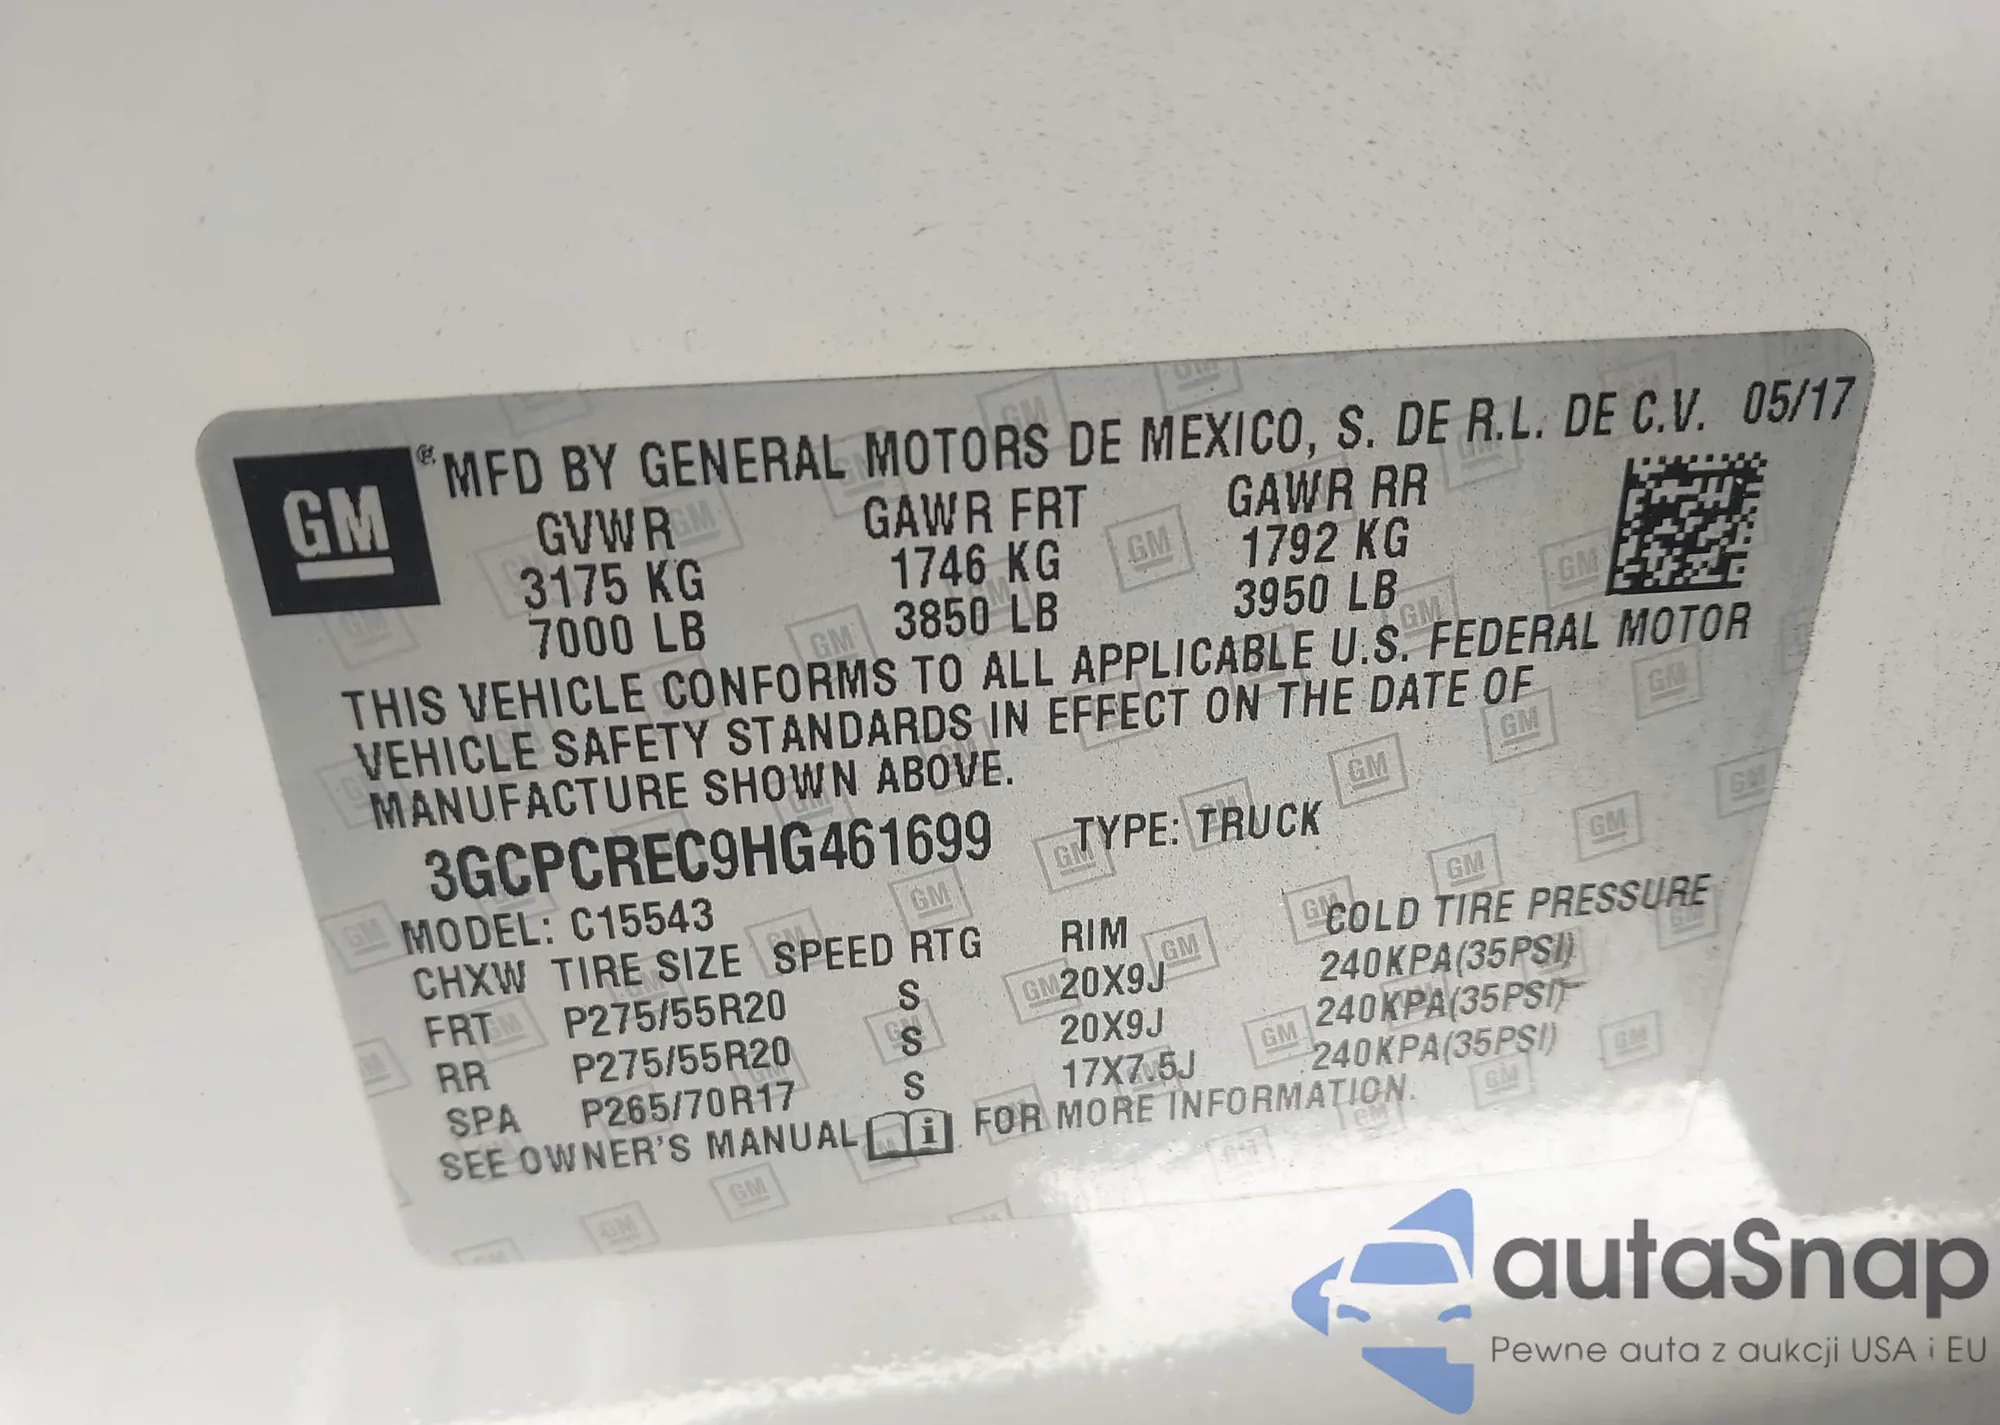 GM
® MFD BY GENERAL MOTORS DE MEXICO, S. DE R.L. DE C.V. 05/17
GVWR GAWR FRT GAWR RR
3175 KG 1746 KG 1792 KG
7000 LB 3850 LB 3950 LB
THIS VEHICLE CONFORMS TO ALL APPLICABLE U.S. FEDERAL MOTOR
VEHICLE SAFETY STANDARDS IN EFFECT ON THE DATE OF
MANUFACTURE SHOWN ABOVE.
3GCPCREC9HG461699 TYPE: TRUCK
MODEL: C15543
CHXW TIRE SIZE SPEED RTG RIM COLD TIRE PRESSURE
FRT P275/55R20 S 20X9J 240KPA(35PSI)
RR P275/55R20 S 20X9J 240KPA(35PSI)
SPA P265/70R17 S 17X7.5J 240KPA(35PSI)
SEE OWNER'S MANUAL i FOR MORE INFORMATION.
autaSnap
Pewne auta z aukcji USA i EU